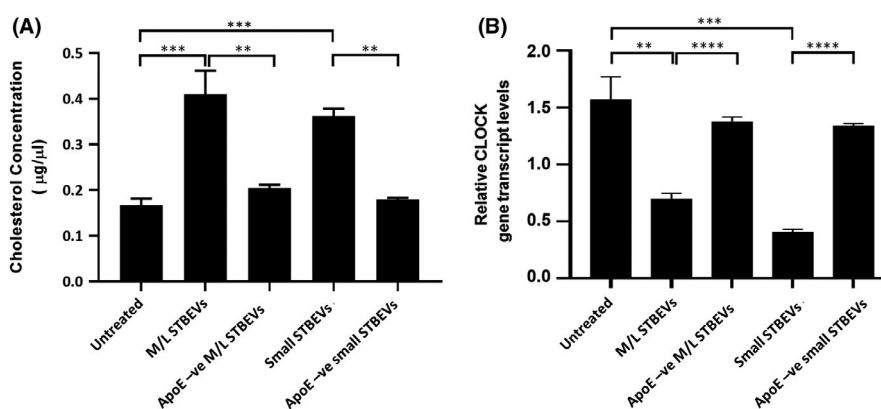 (A)
***
***
**
**
Cholesterol Concentration
( µg/µl)
0.5
0.4
0.3
0.2
0.1
0.0
Untreated
M/L STBEVs
ApoE –ve M/L STBEVs
Small STBEVs
ApoE –ve small STBEVs
(B)
***
**
****
****
Relative CLOCK
gene transcript levels
2.0
1.5
1.0
0.5
0.0
Untreated
M/L STBEVs
ApoE –ve M/L STBEVs
Small STBEVs
ApoE –ve small STBEVs